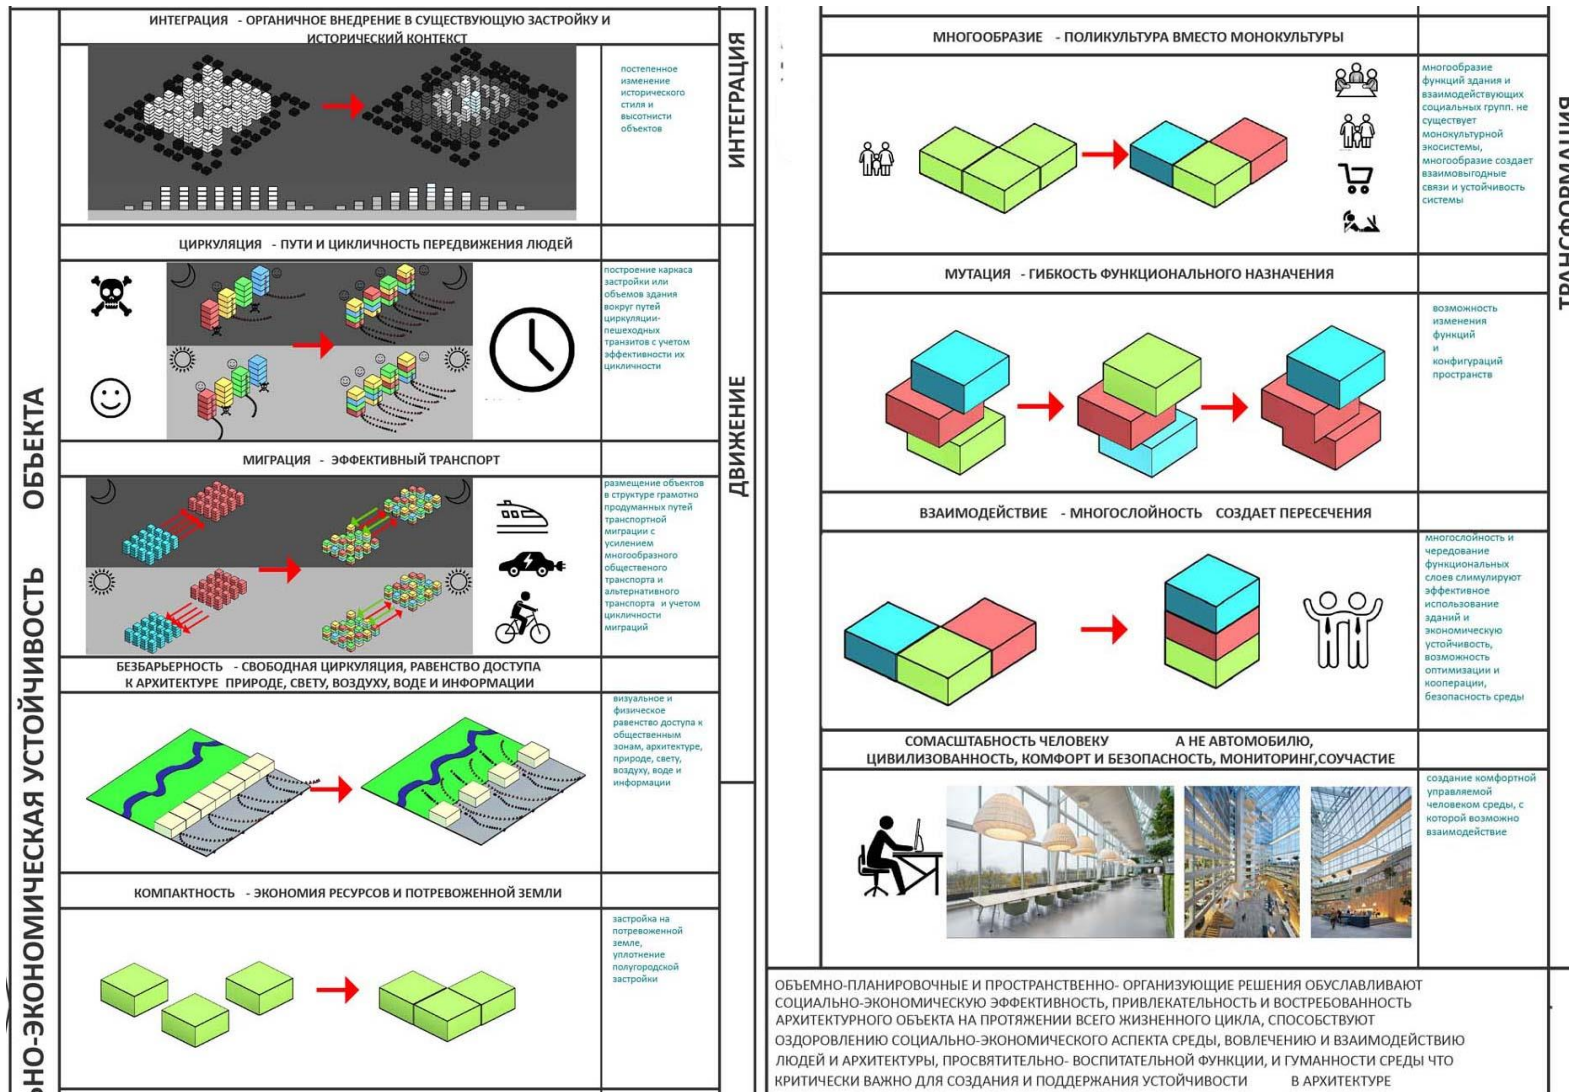 ИНТЕГРАЦИЯ - ОРГАНИЧНОЕ ВНЕДРЕНИЕ В СУЩЕСТВУЮЩУЮ ЗАСТРОЙКУ И
ИСТОРИЧЕСКИЙ КОНТЕКСТ
постепенное
изменение
исторического
стиля и
высотнисти
объектов
ИНТЕГРАЦИЯ
ЦИРКУЛЯЦИЯ - ПУТИ И ЦИКЛИЧНОСТЬ ПЕРЕДВИЖЕНИЯ ЛЮДЕЙ
построение каркаса
застройки или
объемов здания
вокруг путей
циркуляции-
пешеходных
транзитов с учетом
эффективности их
цикличности
МИГРАЦИЯ - ЭФФЕКТИВНЫЙ ТРАНСПОРТ
размещение объектов
в структуре грамотно
продуманных путей
транспортной
миграции с
усилением
многообразного
общественого
транспорта и
альтернативного
транспорта и учетом
цикличности
миграций
ДВИЖЕНИЕ
БЕЗБАРЬЕРНОСТЬ - СВОБОДНАЯ ЦИРКУЛЯЦИЯ, РАВЕНСТВО ДОСТУПА
К АРХИТЕКТУРЕ ПРИРОДЕ, СВЕТУ, ВОЗДУХУ, ВОДЕ И ИНФОРМАЦИИ
визуальное и
физическое
равенство доступа к
общественным
зонам, архитектуре,
природе, свету,
воздуху, воде и
информации
КОМПАКТНОСТЬ - ЭКОНОМИЯ РЕСУРСОВ И ПОТРЕВОЖЕННОЙ ЗЕМЛИ
застройка на
потревоженной
земле,
уплотнение
полугородской
застройки
ЬНО-ЭКОНОМИЧЕСКАЯ УСТОЙЧИВОСТЬ ОБЪЕКТА
МНОГООБРАЗИЕ - ПОЛИКУЛЬТУРА ВМЕСТО МОНОКУЛЬТУРЫ
многообразие
функций здания и
взаимодействующих
социальных групп. не
существует
монокультурной
экосистемы,
многообразие создает
взаимовыгодные
связи и устойчивость
системы
ТРАНСФОРМАЦИЯ
МУТАЦИЯ - ГИБКОСТЬ ФУНКЦИОНАЛЬНОГО НАЗНАЧЕНИЯ
возможность
изменения
функций
и
конфигураций
пространств
ВЗАИМОДЕЙСТВИЕ - МНОГОСЛОЙНОСТЬ СОЗДАЕТ ПЕРЕСЕЧЕНИЯ
многослойность и
чередование
функциональных
слоев слимулируют
эффективное
использование
зданий и
экономическую
устойчивость,
возможность
оптимизации и
кооперации,
безопасность среды
СОМАСШТАБНОСТЬ ЧЕЛОВЕКУ А НЕ АВТОМОБИЛЮ,
ЦИВИЛИЗОВАННОСТЬ, КОМФОРТ И БЕЗОПАСНОСТЬ, МОНИТОРИНГ,СОУЧАСТИЕ
создание комфортной
управляемой
человеком среды, с
которой возможно
взаимодействие
ОБЪЕМНО-ПЛАНИРОВОЧНЫЕ И ПРОСТРАНСТВЕННО- ОРГАНИЗУЮЩИЕ РЕШЕНИЯ ОБУСЛАВЛИВАЮТ
СОЦИАЛЬНО-ЭКОНОМИЧЕСКУЮ ЭФФЕКТИВНОСТЬ, ПРИВЛЕКАТЕЛЬНОСТЬ И ВОСТРЕБОВАННОСТЬ
АРХИТЕКТУРНОГО ОБЪЕКТА НА ПРОТЯЖЕНИИ ВСЕГО ЖИЗНЕННОГО ЦИКЛА, СПОСОБСТВУЮТ
ОЗДОРОВЛЕНИЮ СОЦИАЛЬНО-ЭКОНОМИЧЕСКОГО АСПЕКТА СРЕДЫ, ВОВЛЕЧЕНИЮ И ВЗАИМОДЕЙСТВИЮ
ЛЮДЕЙ И АРХИТЕКТУРЫ, ПРОСВЯТИТЕЛЬНО- ВОСПИТАТЕЛЬНОЙ ФУНКЦИИ, И ГУМАННОСТИ СРЕДЫ ЧТО
КРИТИЧЕСКИ ВАЖНО ДЛЯ СОЗДАНИЯ И ПОДДЕРЖАНИЯ УСТОЙЧИВОСТИ В АРХИТЕКТУРЕ